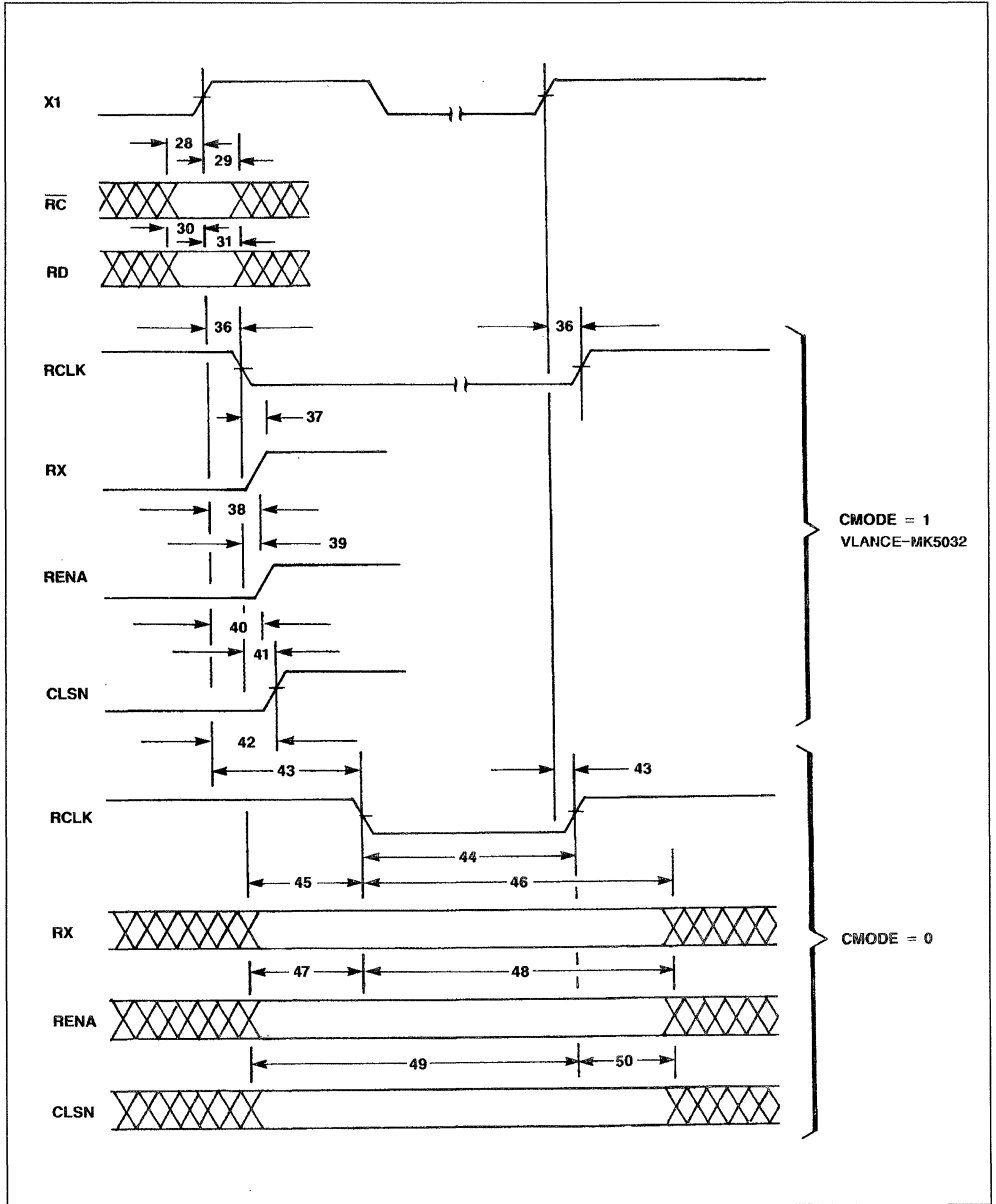 X1
28
29
RC
30
31
RD
36
36
RCLK
37
RX
38
39
CMODE = 1
VLANCE-MK5032
RENA
40
41
CLSN
42
43
43
RCLK
44
45
46
RX
CMODE = 0
47
48
RENA
49
50
CLSN